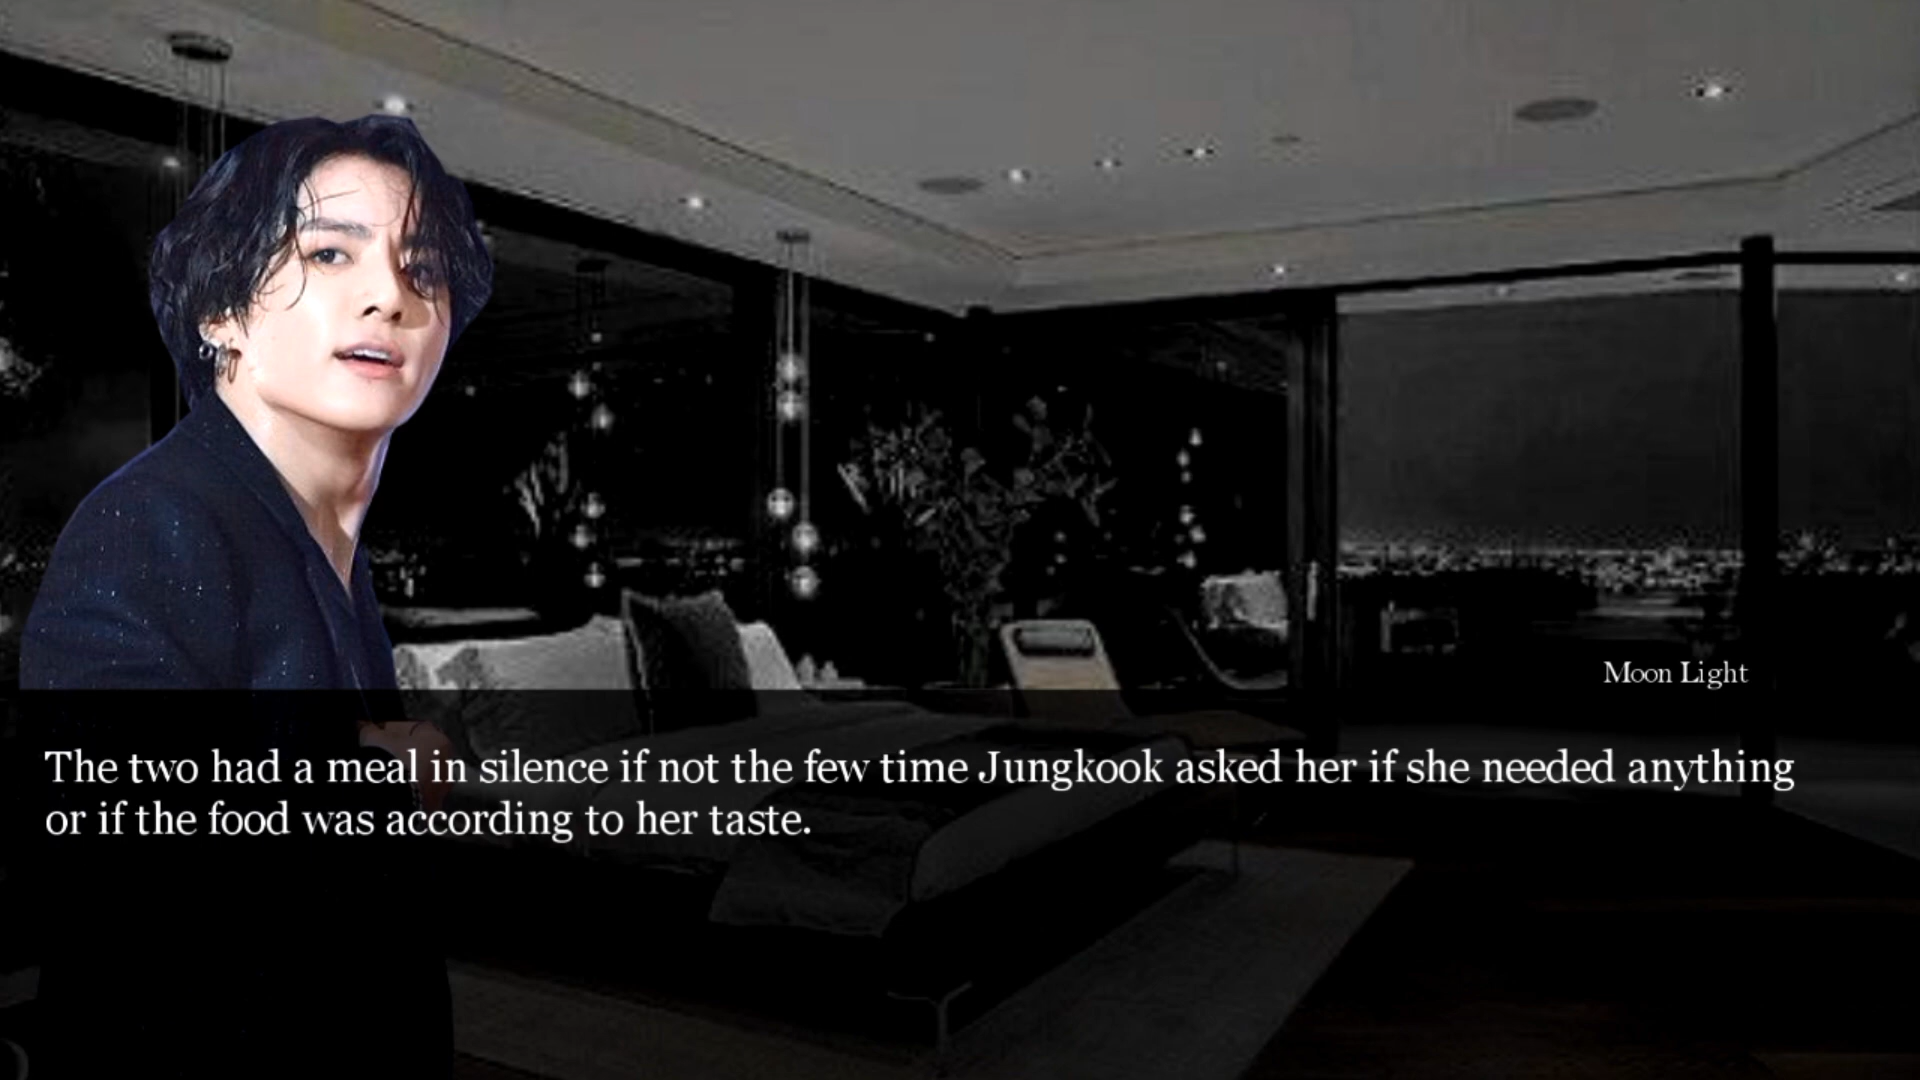 Moon Light
The two had a meal in silence if not the few time Jungkook asked her if she needed anything
or if the food was according to her taste.